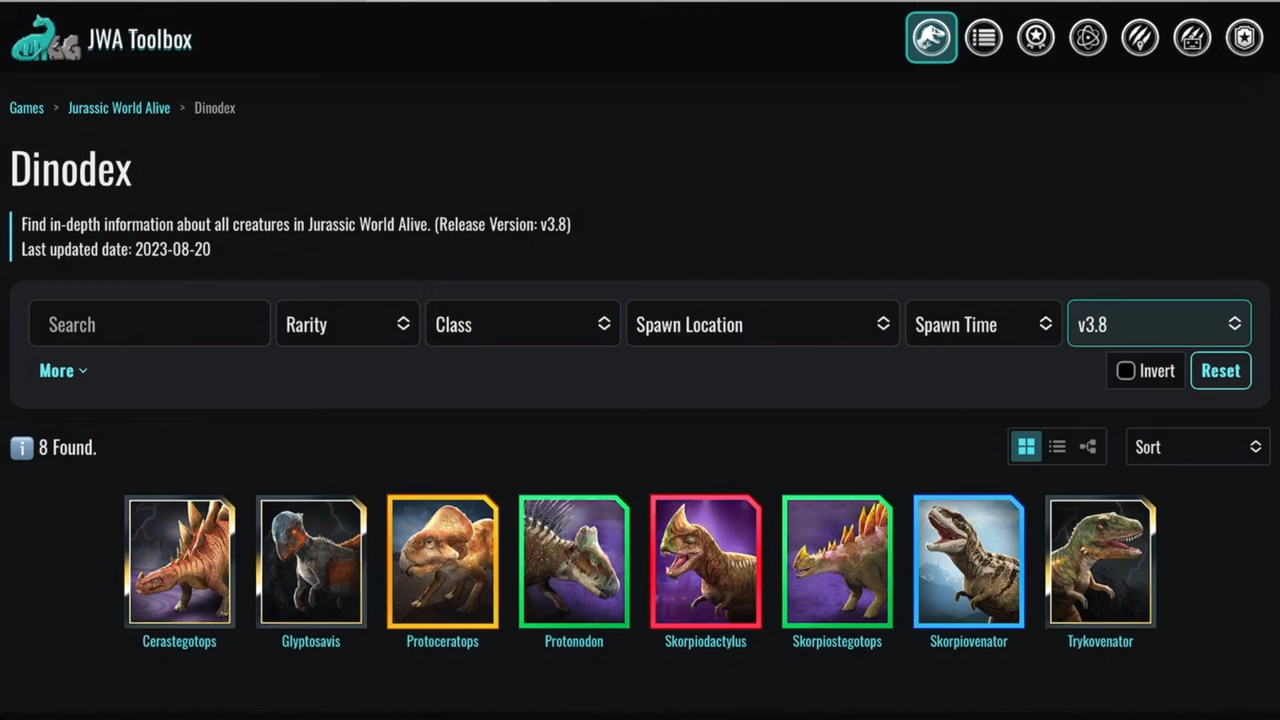 JWA Toolbox
Games > Jurassic World Alive > Dinodex
Dinodex
Find in-depth information about all creatures in Jurassic World Alive. (Release Version: v3.8)
Last updated date: 2023-08-20
Search Rarity Class Spawn Location Spawn Time v3.8
More Invert Reset
i 8 Found. Sort
Cerastegotops Glyptosavis Protoceratops Protonodon Skorpiodactylus Skorpiostegotops Skorpiovenator Trykovenator